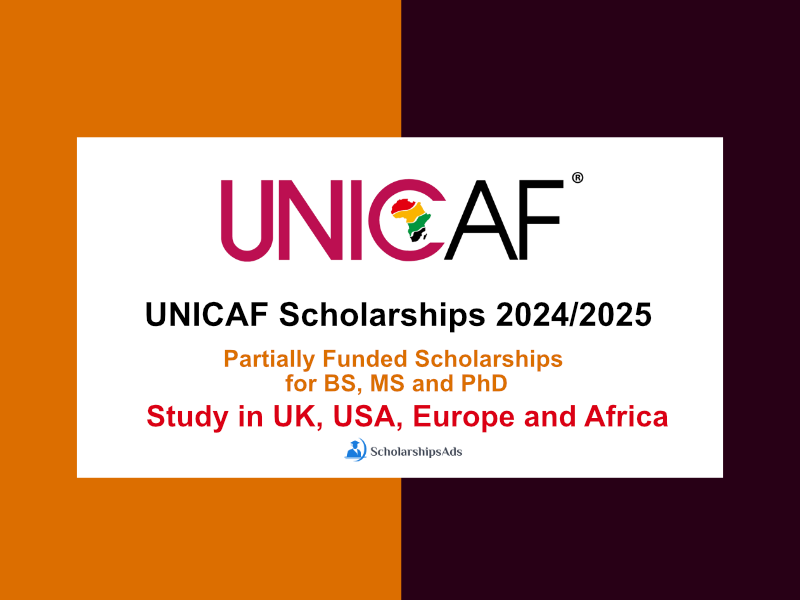 UNICAF®
UNICAF Scholarships 2024/2025
Partially Funded Scholarships
for BS, MS and PhD
Study in UK, USA, Europe and Africa
ScholarshipsAds